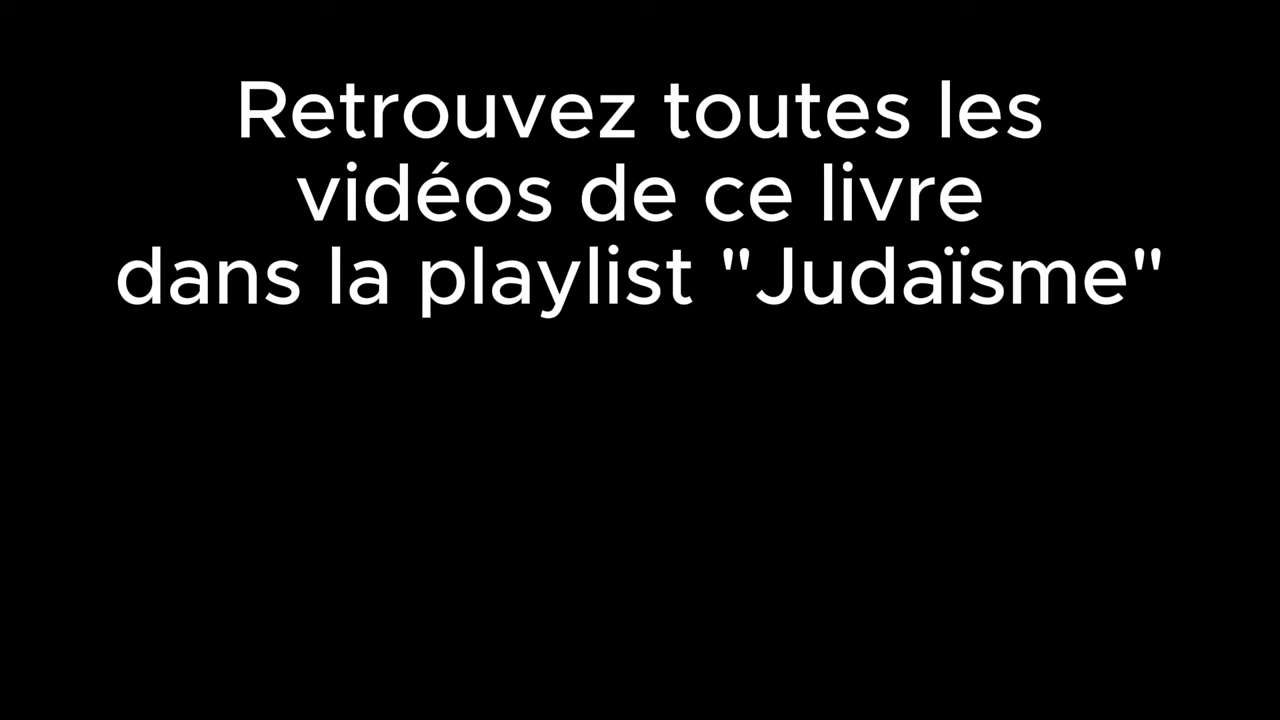 Retrouvez toutes les
vidéos de ce livre
dans la playlist "Judaïsme"